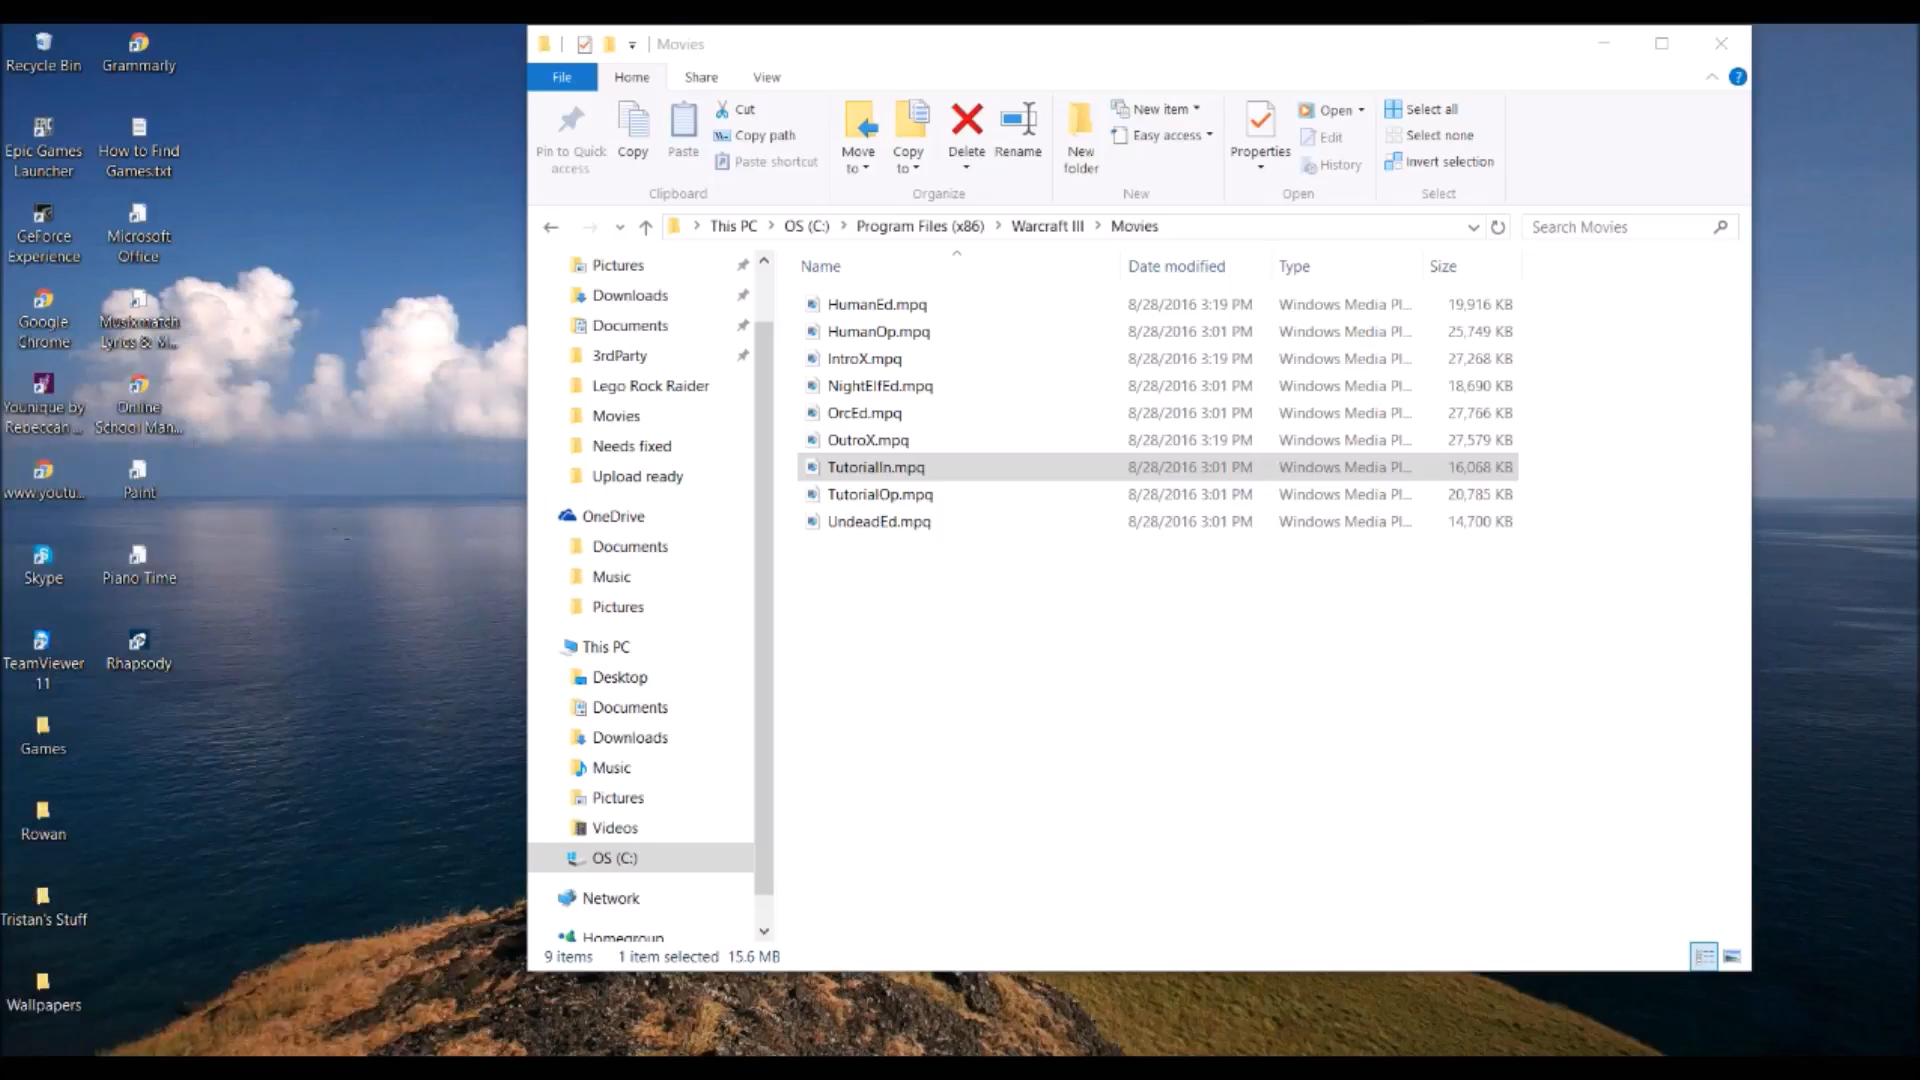 Recycle Bin
Grammarly
Epic Games
Launcher
How to Find
Games.txt
GeForce
Experience
Microsoft
Office
Google
Chrome
Musixmatch
Lyrics & M...
Younique by
Rebeccan ...
Online
School Man...
www.youtu...
Paint
Skype
Piano Time
TeamViewer
11
Rhapsody
Games
Rowan
Tristan's Stuff
Wallpapers
Movies
File Home Share View
Pin to Quick
access
Copy
Paste
Cut
Copy path
Paste shortcut
Clipboard
Move
to
Copy
to
Delete
Rename
Organize
New
folder
New item
Easy access
New
Properties
Open
Edit
History
Open
Select all
Select none
Invert selection
Select
This PC > OS (C:) > Program Files (x86) > Warcraft III > Movies
Search Movies
Pictures
Downloads
Documents
3rdParty
Lego Rock Raider
Movies
Needs fixed
Upload ready
OneDrive
Documents
Music
Pictures
This PC
Desktop
Documents
Downloads
Music
Pictures
Videos
OS (C:)
Network
Homegroup
Name Date modified Type Size
HumanEd.mpq 8/28/2016 3:19 PM Windows Media Pl... 19,916 KB
HumanOp.mpq 8/28/2016 3:01 PM Windows Media Pl... 25,749 KB
IntroX.mpq 8/28/2016 3:19 PM Windows Media Pl... 27,268 KB
NightElfEd.mpq 8/28/2016 3:01 PM Windows Media Pl... 18,690 KB
OrcEd.mpq 8/28/2016 3:01 PM Windows Media Pl... 27,766 KB
OutroX.mpq 8/28/2016 3:19 PM Windows Media Pl... 27,579 KB
TutorialIn.mpq 8/28/2016 3:01 PM Windows Media Pl... 16,068 KB
TutorialOp.mpq 8/28/2016 3:01 PM Windows Media Pl... 20,785 KB
UndeadEd.mpq 8/28/2016 3:01 PM Windows Media Pl... 14,700 KB
9 items 1 item selected 15.6 MB